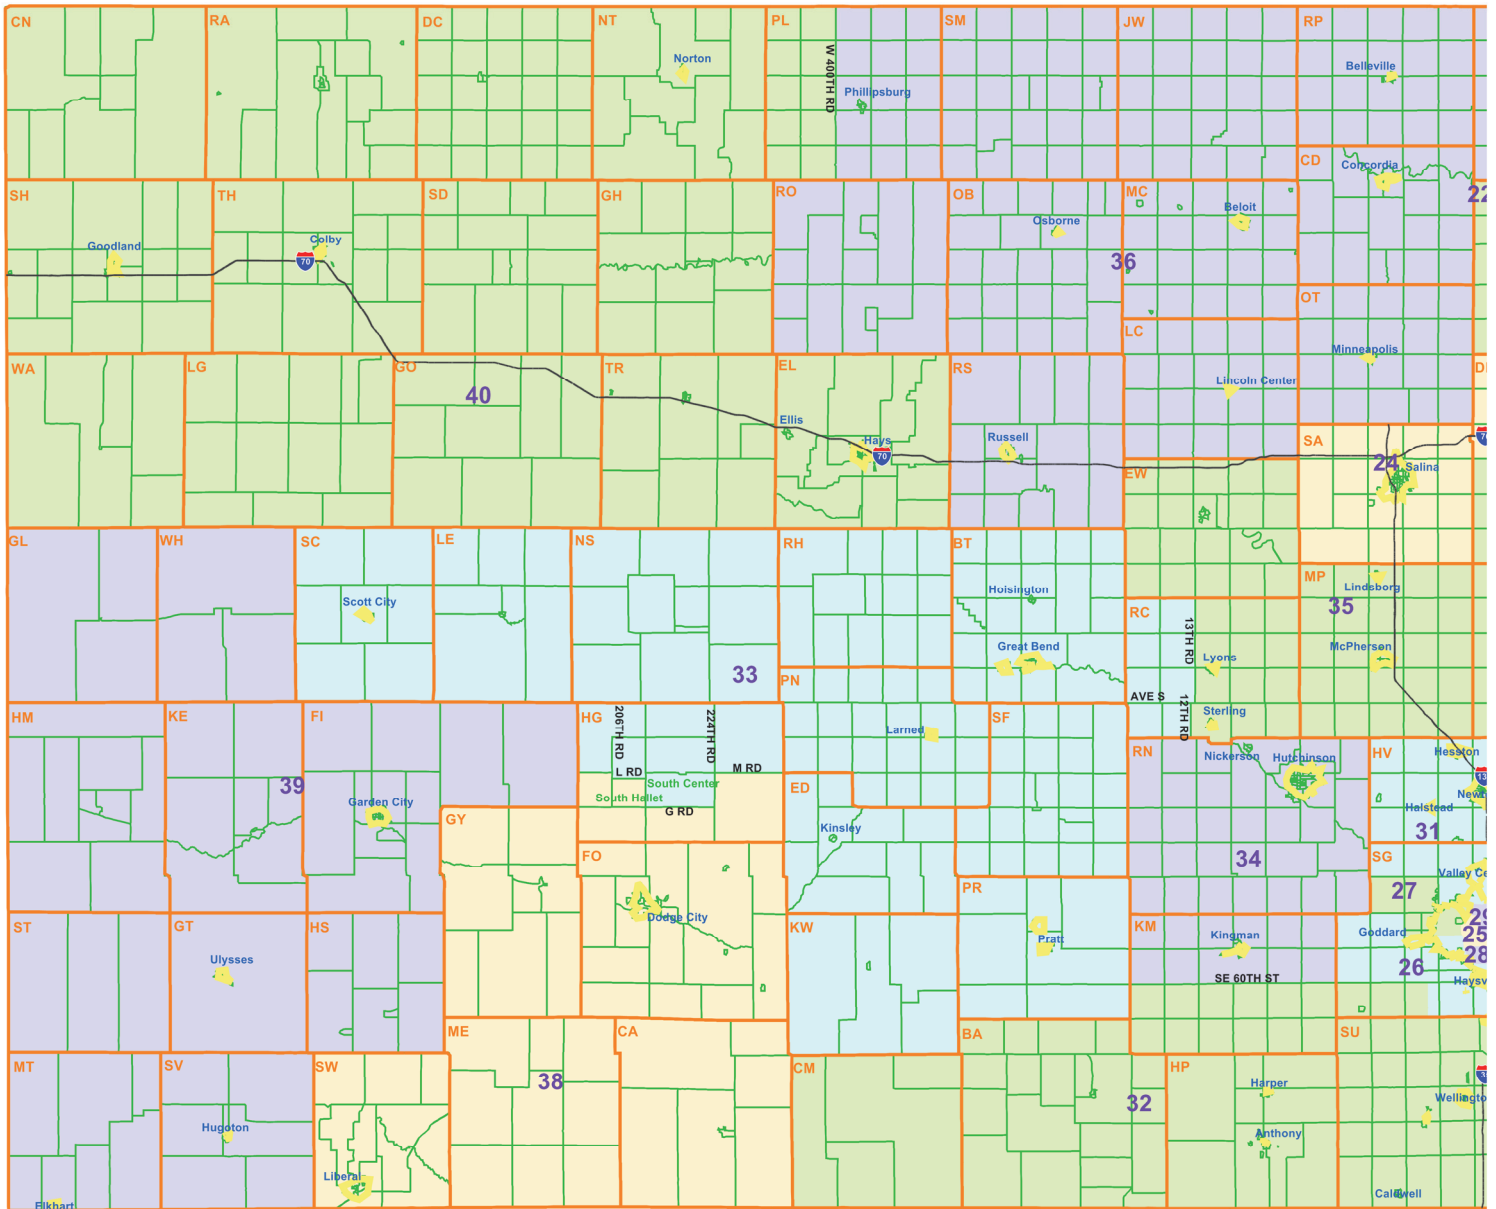 CN
RA
DC
NT
PL
SM
JW
RP
W 400TH RD
Norton
Phillipsburg
Belleville
CD
Concordia
SH
TH
SD
GH
RO
OB
MC
22
Goodland
Colby
70
Osborne
Beloit
36
OT
LC
Minneapolis
WA
LG
GO
TR
EL
RS
40
Lincoln Center
Ellis
Hays
70
Russell
EW
SA
24
Salina
GL
WH
SC
LE
NS
RH
BT
MP
Scott City
Hoisington
Lindsborg
35
RC
13TH RD
Great Bend
Lyons
McPherson
33
PN
AVE S
12TH RD
HM
KE
FI
HG
206TH RD
224TH RD
Larned
SF
Sterling
RN
Nickerson
Hutchinson
HV
Hesston
L RD
M RD
39
South Center
South Hallet
G RD
ED
Garden City
GY
Kinsley
Halstead
31
FO
34
SG
27
PR
Dodge City
ST
GT
HS
KW
Pratt
KM
Kingman
Goddard
29
25
28
26
Ulysses
SE 60TH ST
ME
CA
BA
SU
MT
SV
SW
CM
HP
38
32
Harper
Hugoton
Anthony
Liberal
Elkhart
Caldwell